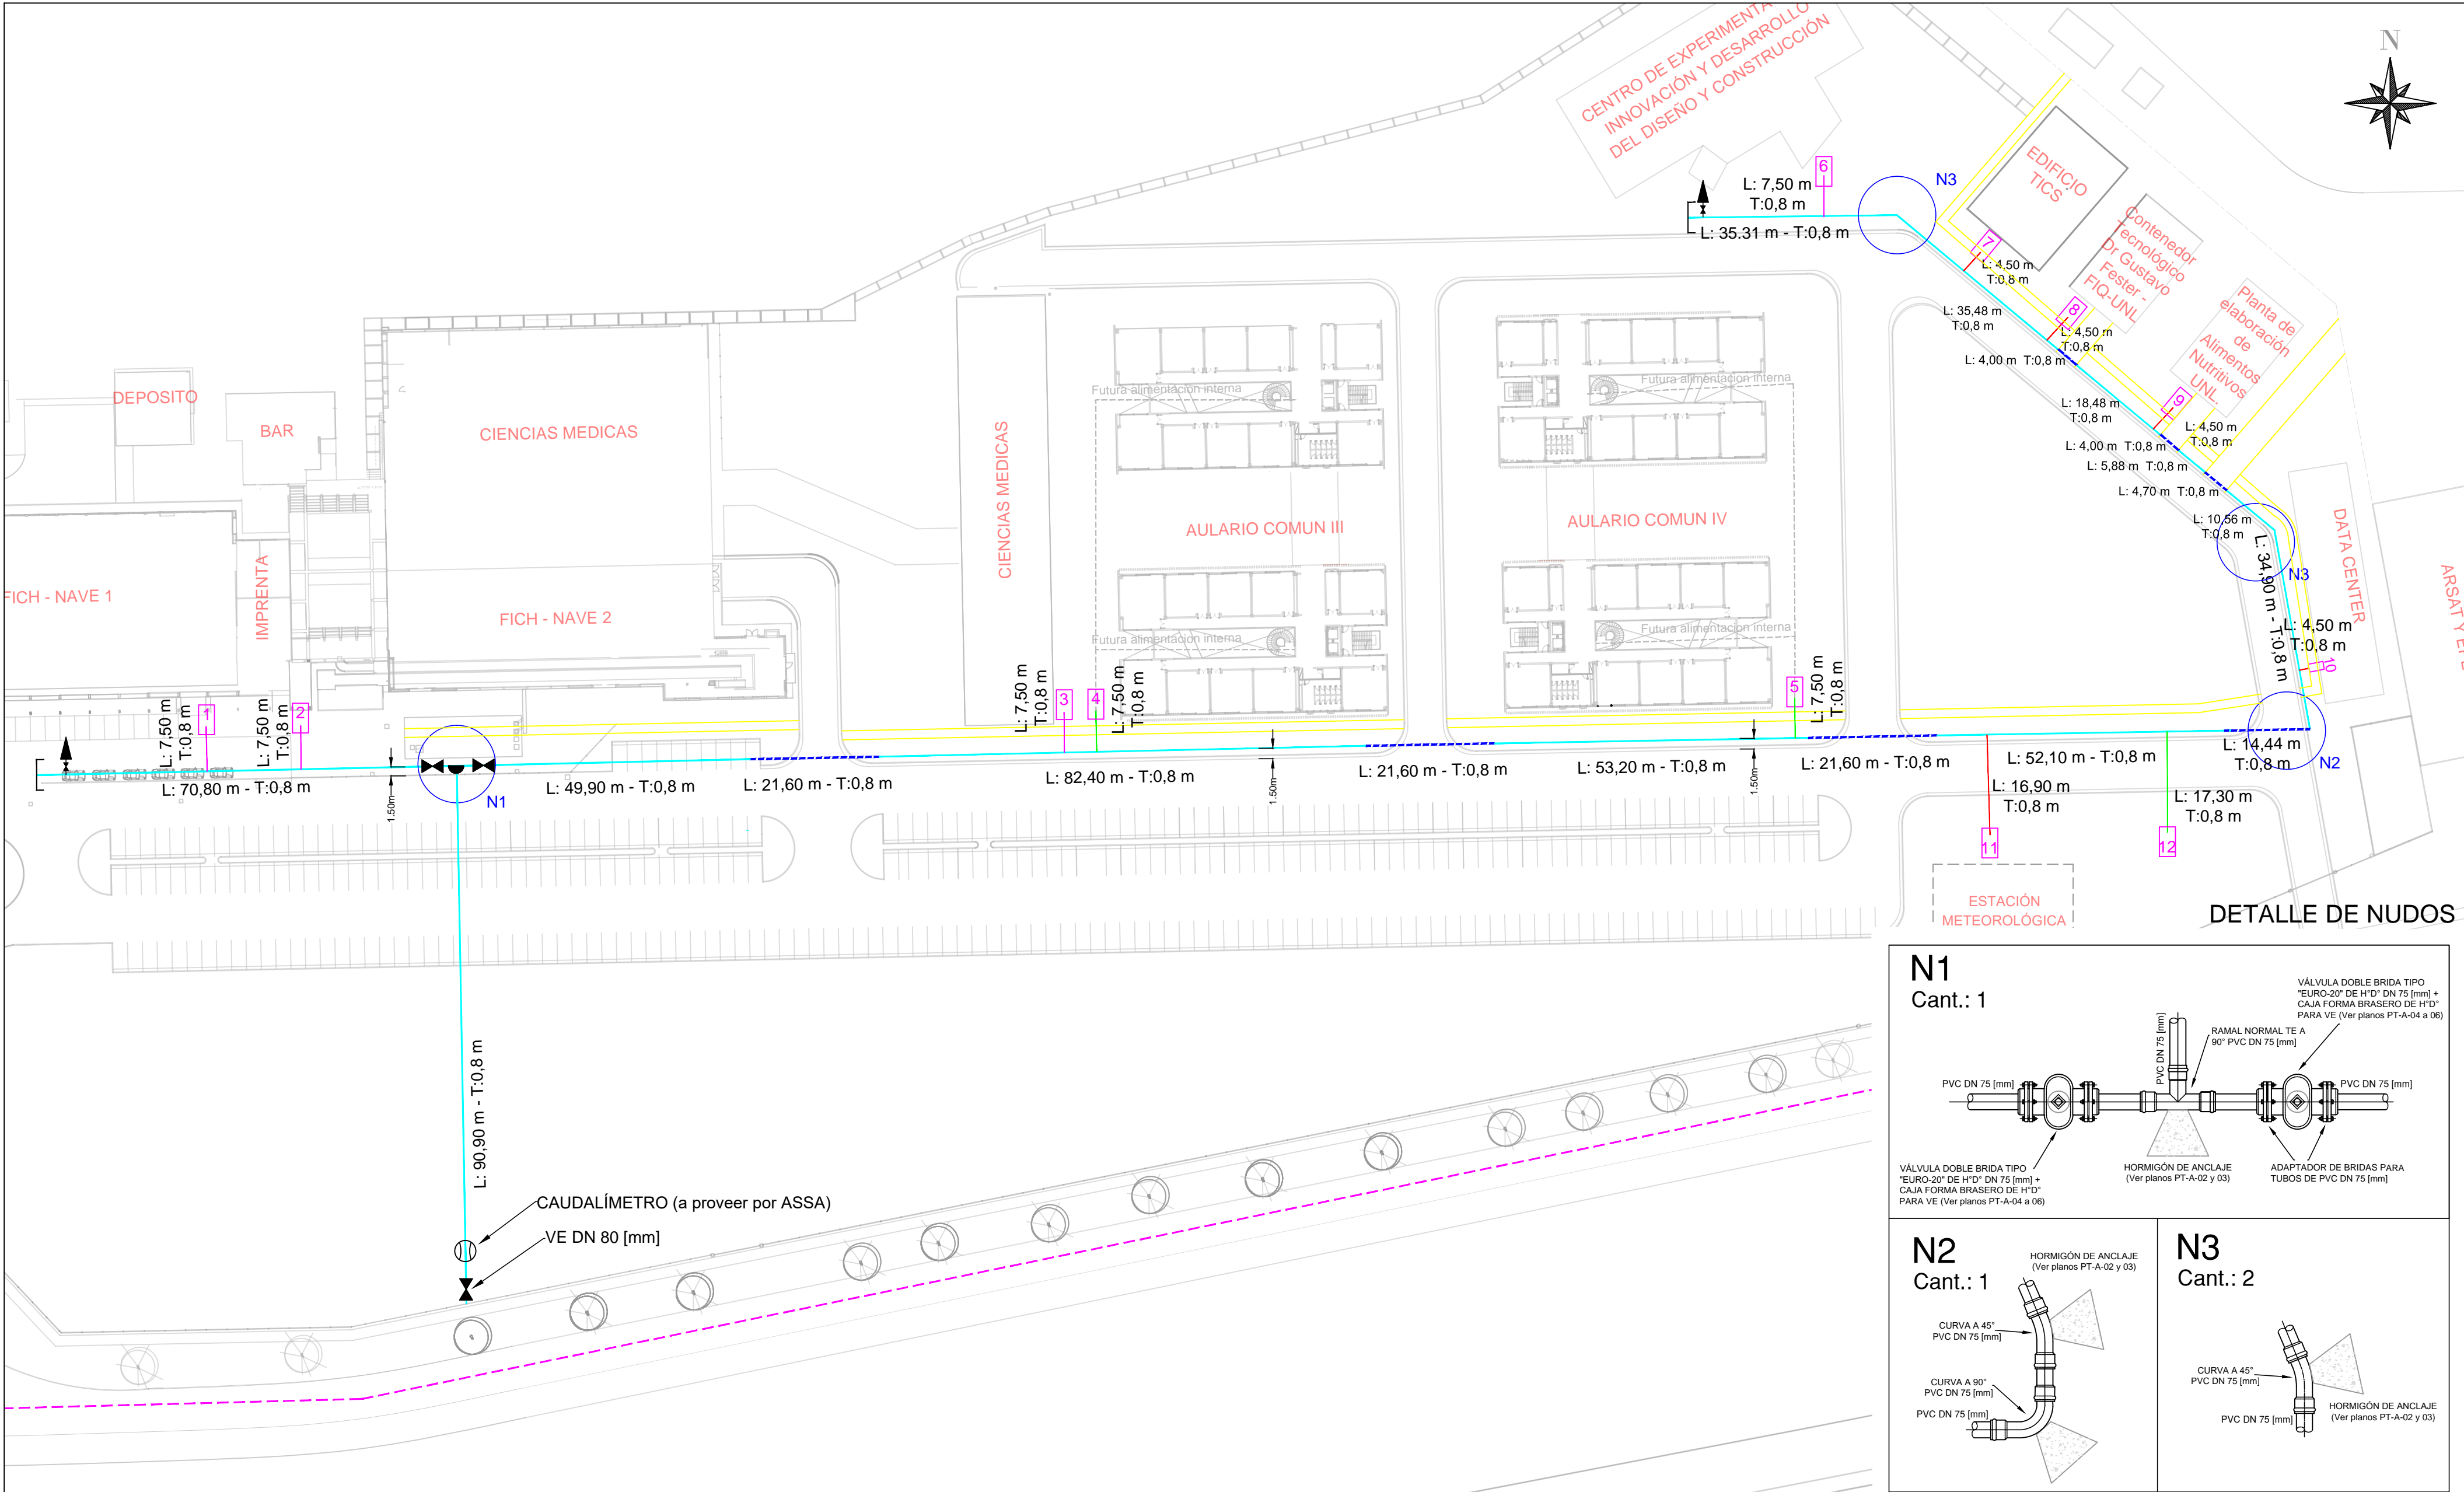 CENTRO DE EXPERIMENTA
INNOVACIÓN Y DESARROLLO
DEL DISEÑO Y CONSTRUCCIÓN
N
6
L: 7,50 m
T:0,8 m
L: 35.31 m - T:0,8 m
N3
EDIFICIO
TICS
Contenedor
Tecnológico
Dr Gustavo
Fester -
FIQ-UNL
Planta de
elaboración
de
Alimentos
Nutritivos
UNL
7
L: 4,50 m
T:0,8 m
8
L: 4,50 m
T:0,8 m
L: 35,48 m
T:0,8 m
L: 4,00 m T:0,8 m
9
L: 4,50 m
T:0,8 m
L: 18,48 m
T:0,8 m
L: 4,00 m T:0,8 m
L: 5,88 m T:0,8 m
L: 4,70 m T:0,8 m
L: 10,56 m
T:0,8 m
N3
L: 34,90 m - T:0,8 m
DATA CENTER
L: 4,50 m
T:0,8 m
10
DEPOSITO
BAR
CIENCIAS MEDICAS
CIENCIAS MEDICAS
Futura alimentación interna
Futura alimentación interna
AULARIO COMUN III
AULARIO COMUN IV
FICH - NAVE 1
IMPRENTA
FICH - NAVE 2
Futura alimentación interna
Futura alimentación interna
L: 7,50 m
T:0,8 m
1
L: 7,50 m
T:0,8 m
2
L: 7,50 m
T:0,8 m
3
4
L: 7,50 m
T:0,8 m
5
L: 7,50 m
T:0,8 m
L: 70,80 m - T:0,8 m
1.50m
N1
L: 49,90 m - T:0,8 m
L: 21,60 m - T:0,8 m
L: 82,40 m - T:0,8 m
1.50m
L: 21,60 m - T:0,8 m
L: 53,20 m - T:0,8 m
1.50m
L: 21,60 m - T:0,8 m
L: 52,10 m - T:0,8 m
L: 14,44 m
T:0,8 m
N2
L: 16,90 m
T:0,8 m
11
L: 17,30 m
T:0,8 m
12
ESTACIÓN
METEOROLÓGICA
L: 90,90 m - T:0,8 m
CAUDALÍMETRO (a proveer por ASSA)
VE DN 80 [mm]
DETALLE DE NUDOS
N1
Cant.: 1
VÁLVULA DOBLE BRIDA TIPO
"EURO-20" DE H°D° DN 75 [mm] +
CAJA FORMA BRASERO DE H°D°
PARA VE (Ver planos PT-A-04 a 06)
PVC DN 75 [mm]
RAMAL NORMAL TE A
90° PVC DN 75 [mm]
PVC DN 75 [mm]
PVC DN 75 [mm]
VÁLVULA DOBLE BRIDA TIPO
"EURO-20" DE H°D° DN 75 [mm] +
CAJA FORMA BRASERO DE H°D°
PARA VE (Ver planos PT-A-04 a 06)
HORMIGÓN DE ANCLAJE
(Ver planos PT-A-02 y 03)
ADAPTADOR DE BRIDAS PARA
TUBOS DE PVC DN 75 [mm]
N2
Cant.: 1
HORMIGÓN DE ANCLAJE
(Ver planos PT-A-02 y 03)
CURVA A 45°
PVC DN 75 [mm]
CURVA A 90°
PVC DN 75 [mm]
PVC DN 75 [mm]
N3
Cant.: 2
CURVA A 45°
PVC DN 75 [mm]
HORMIGÓN DE ANCLAJE
(Ver planos PT-A-02 y 03)
PVC DN 75 [mm]